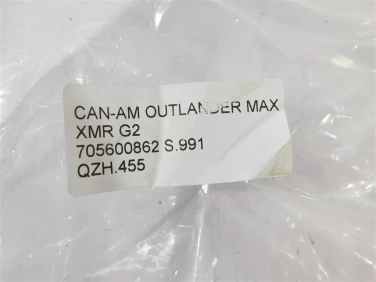 CAN-AM OUTLANDER MAX
XMR G2
705600862 S.991
QZH.455